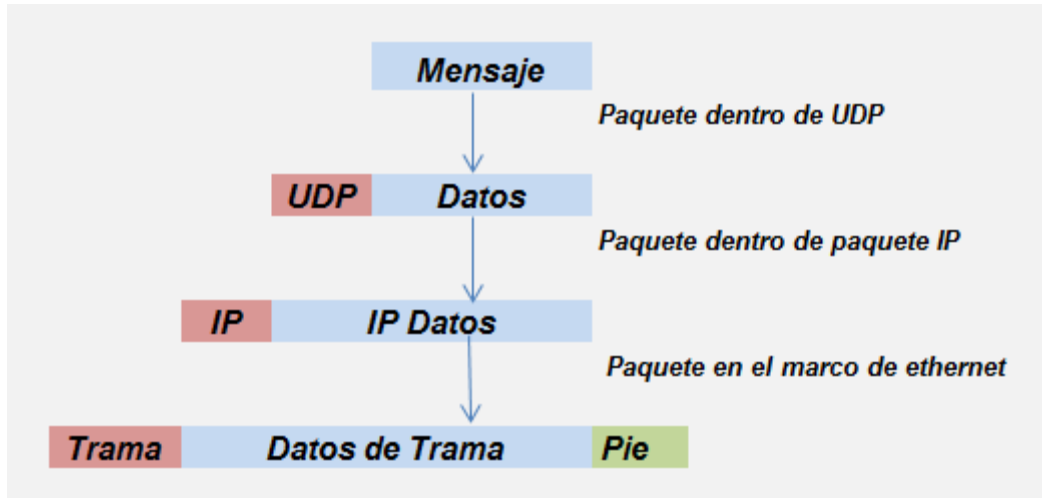 Mensaje
Paquete dentro de UDP
UDP Datos
Paquete dentro de paquete IP
IP IP Datos
Paquete en el marco de ethernet
Trama Datos de Trama Pie